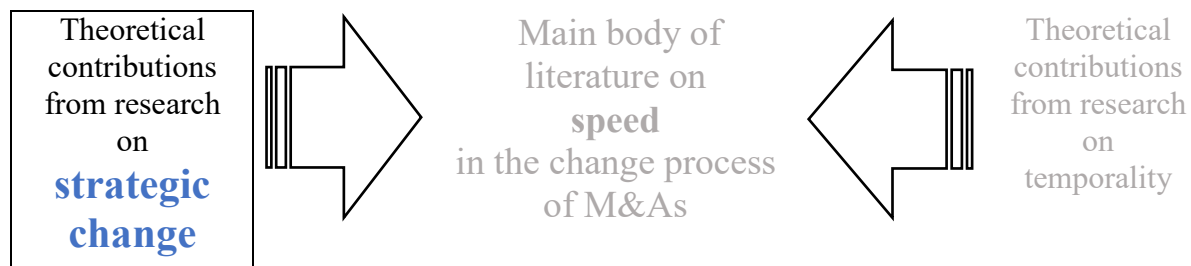 Theoretical
contributions
from research
on
strategic
change
Main body of
literature on
speed
in the change process
of M&As
Theoretical
contributions
from research
on
temporality